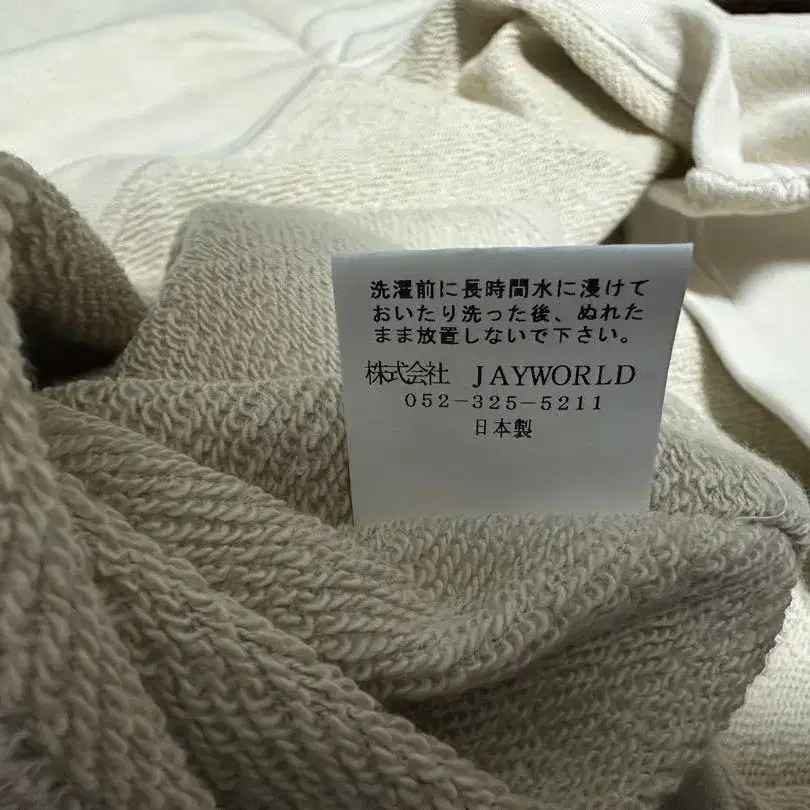 洗濯前に長時間水に浸けて
おいたり洗った後、ぬれた
まま放置しないで下さい。
株式会社 JAYWORLD
052-325-5211
日本製